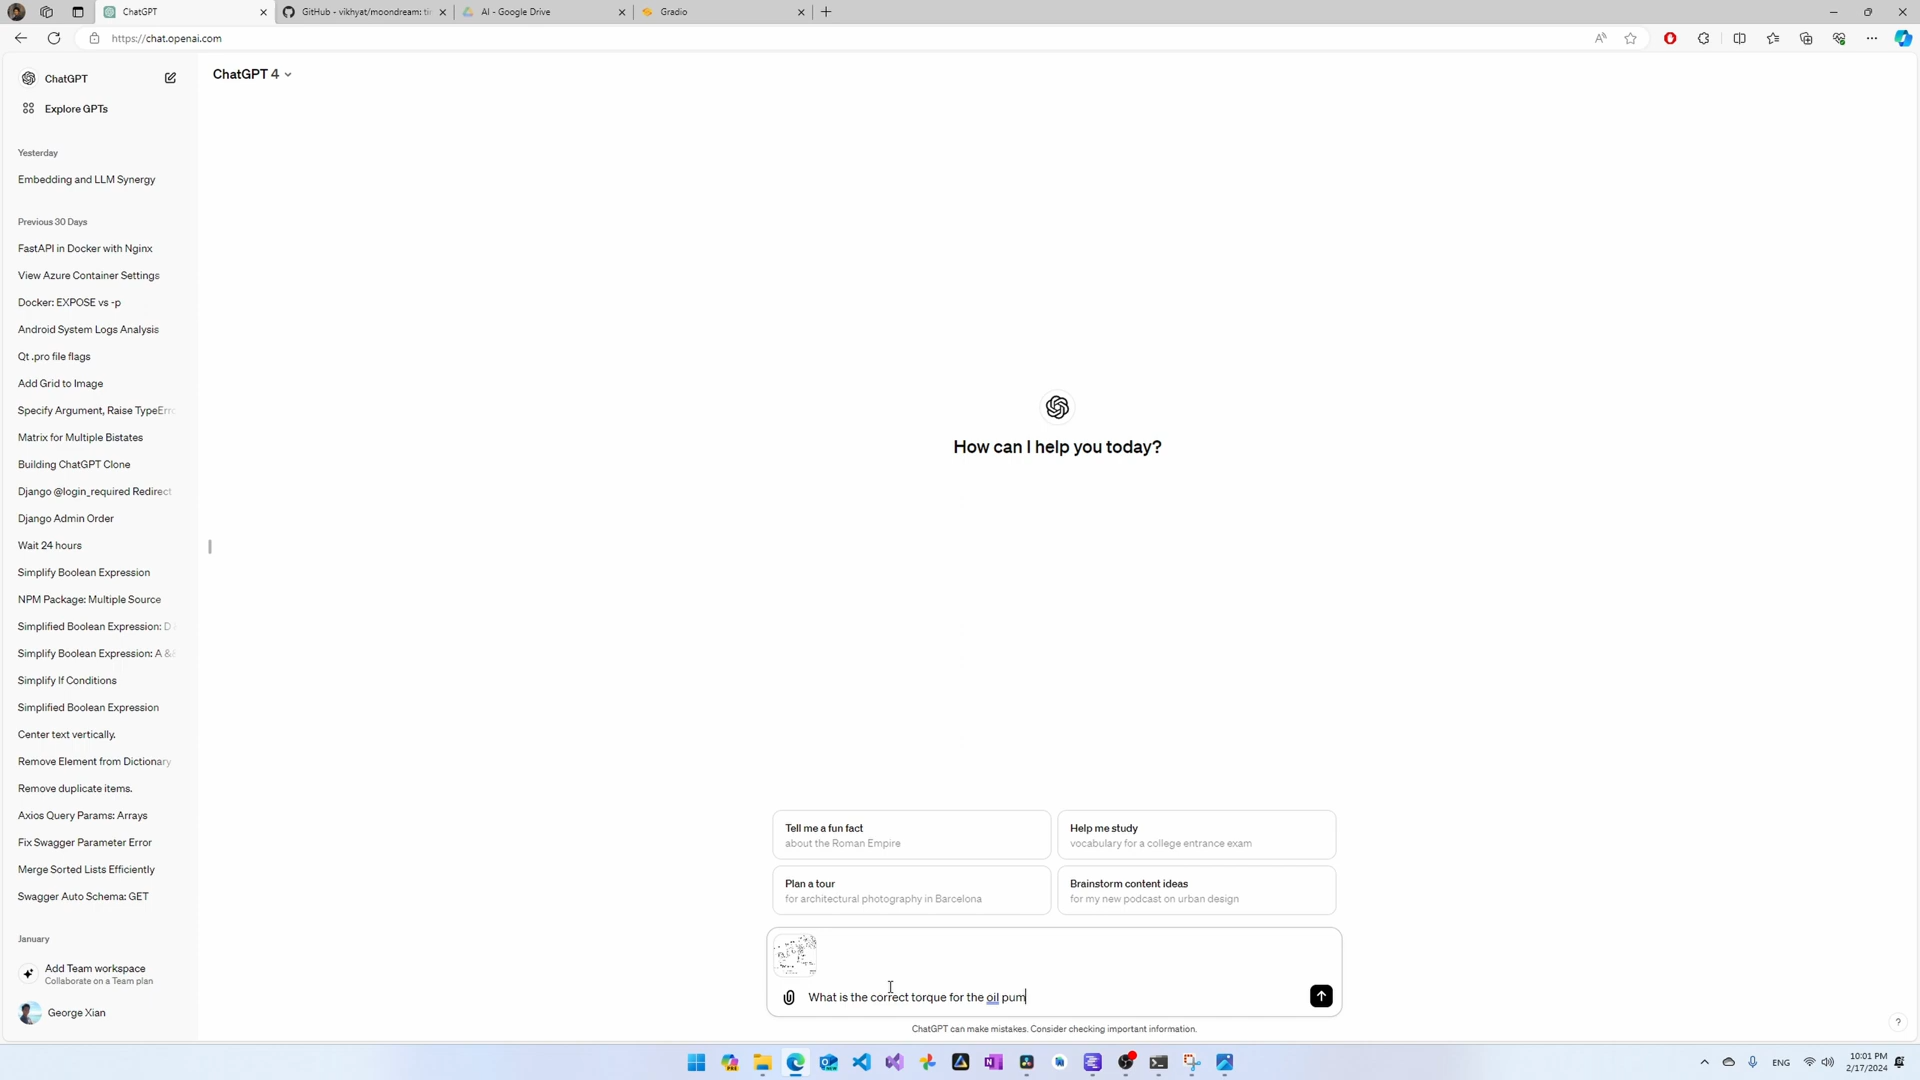 ChatGPT
GitHub - vikhyat/moondream: ti
AI - Google Drive
Gradio
https://chat.openai.com
ChatGPT
Explore GPTs
Yesterday
Embedding and LLM Synergy
Previous 30 Days
FastAPI in Docker with Nginx
View Azure Container Settings
Docker: EXPOSE vs -p
Android System Logs Analysis
Qt .pro file flags
Add Grid to Image
Specify Argument, Raise TypeErro
Matrix for Multiple Bistates
Building ChatGPT Clone
Django @login_required Redirect
Django Admin Order
Wait 24 hours
Simplify Boolean Expression
NPM Package: Multiple Source
Simplified Boolean Expression: D
Simplify Boolean Expression: A &&
Simplify If Conditions
Simplified Boolean Expression
Center text vertically.
Remove Element from Dictionary
Remove duplicate items.
Axios Query Params: Arrays
Fix Swagger Parameter Error
Merge Sorted Lists Efficiently
Swagger Auto Schema: GET
January
Add Team workspace
Collaborate on a Team plan
George Xian
ChatGPT 4
How can I help you today?
Tell me a fun fact
about the Roman Empire
Help me study
vocabulary for a college entrance exam
Plan a tour
for architectural photography in Barcelona
Brainstorm content ideas
for my new podcast on urban design
What is the correct torque for the oil pum
ChatGPT can make mistakes. Consider checking important information.
?
PRE
NEW
ENG
10:01 PM
2/17/2024